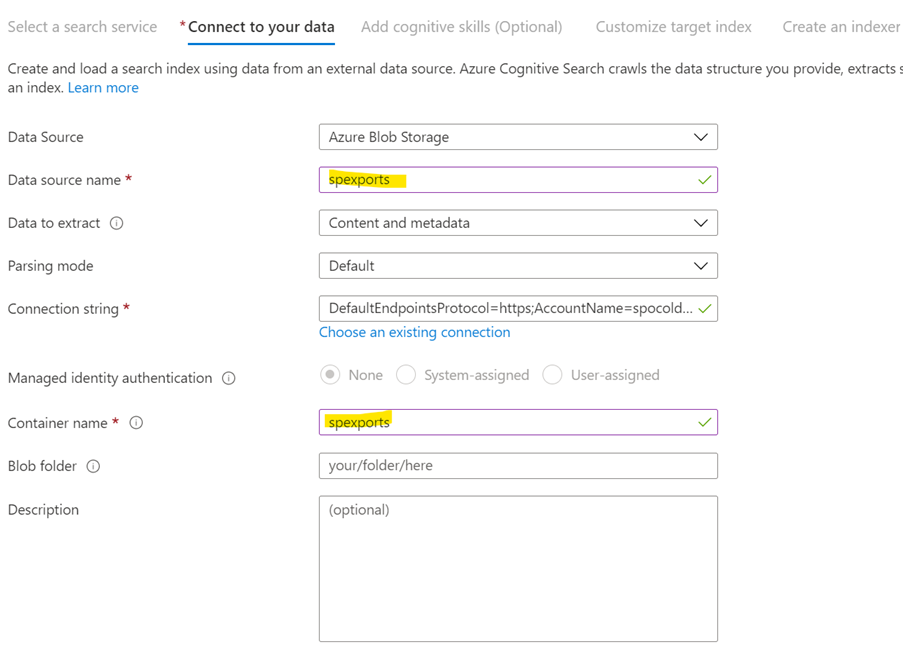 Select a search service * Connect to your data Add cognitive skills (Optional) Customize target index Create an indexer
Create and load a search index using data from an external data source. Azure Cognitive Search crawls the data structure you provide, extracts s
an index. Learn more
Data Source Azure Blob Storage
Data source name * spexports
Data to extract Content and metadata
Parsing mode Default
Connection string * DefaultEndpointsProtocol=https;AccountName=spocold...
Choose an existing connection
Managed identity authentication None System-assigned User-assigned
Container name * spexports
Blob folder your/folder/here
Description (optional)